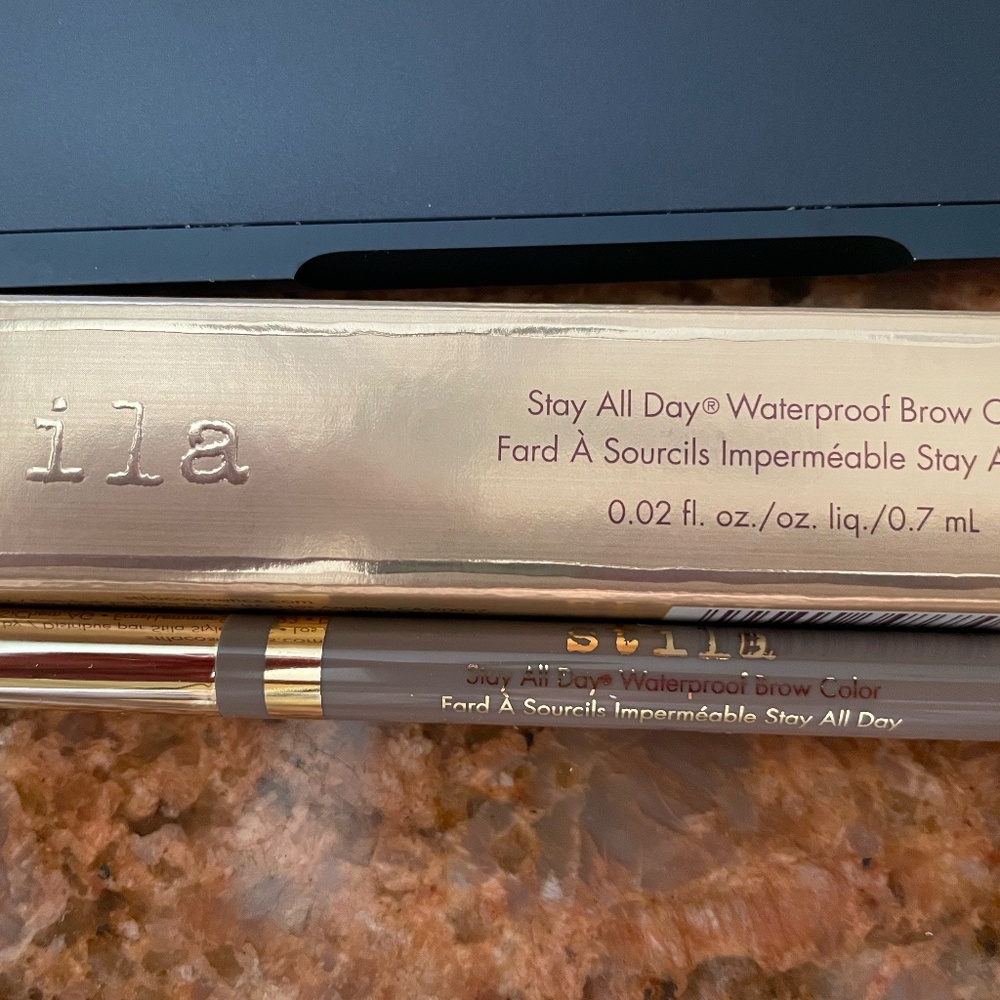 ila
Stay All Day® Waterproof Brow C
Fard À Sourcils Imperméable Stay A
0.02 fl. oz./oz. liq./0.7 mL
stila
Stay All Day® Waterproof Brow Color
Fard À Sourcils Imperméable Stay All Day